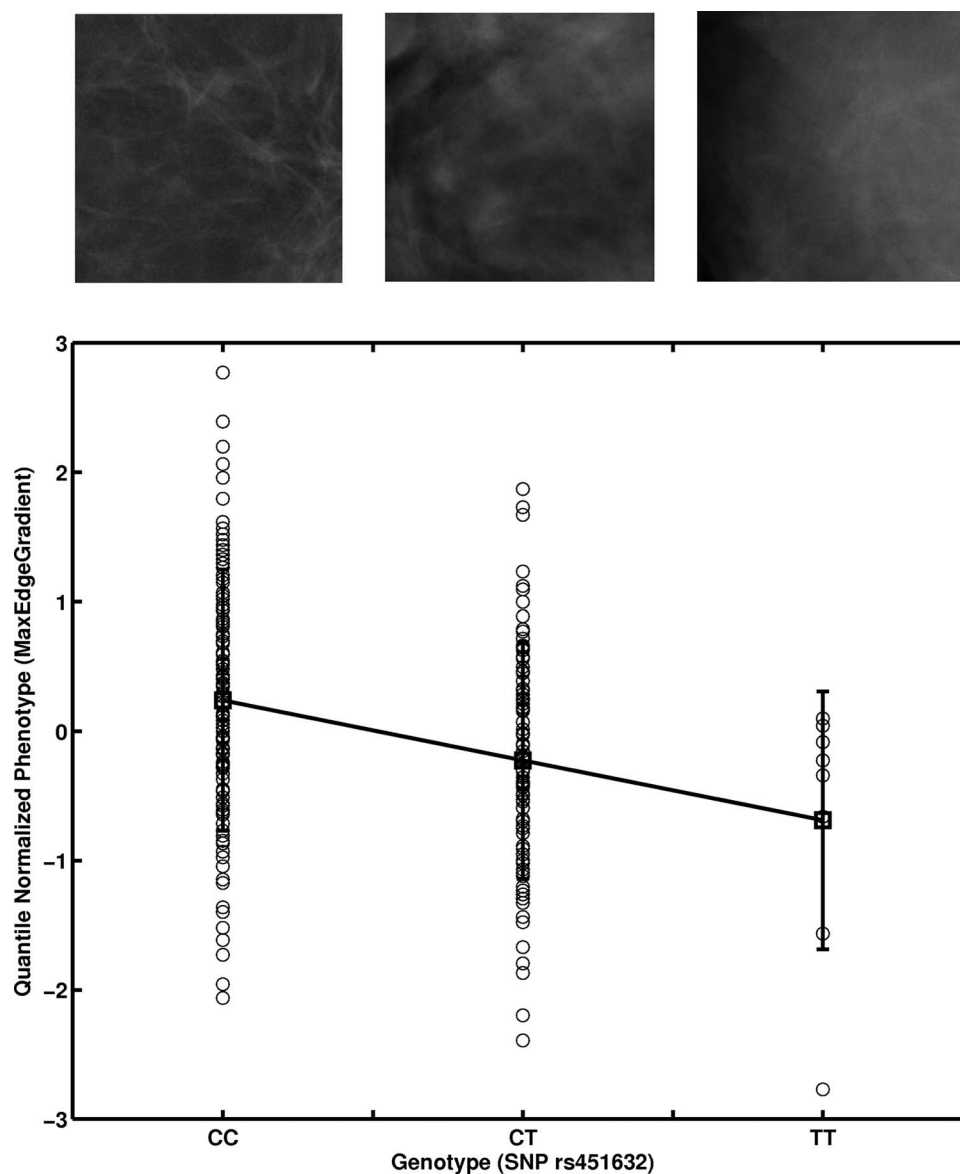 3
2
1
0
−1
−2
−3
Quantile Normalized Phenotype (MaxEdgeGradient)
CC CT TT
Genotype (SNP rs451632)